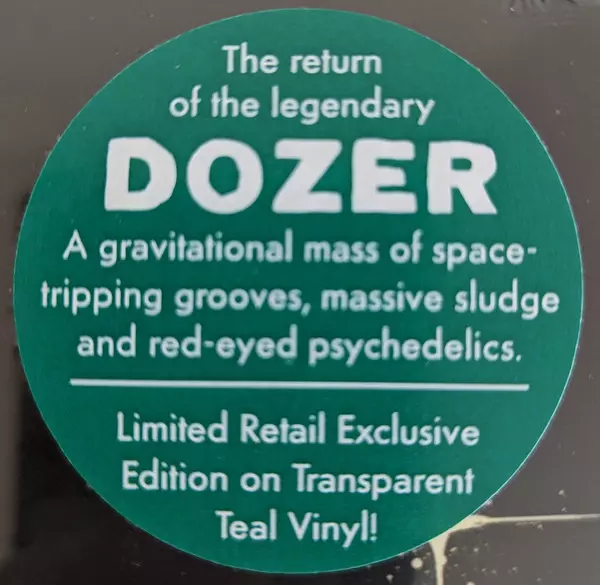 The return
of the legendary
DOZER
A gravitational mass of space-
tripping grooves, massive sludge
and red-eyed psychedelics.
Limited Retail Exclusive
Edition on Transparent
Teal Vinyl!